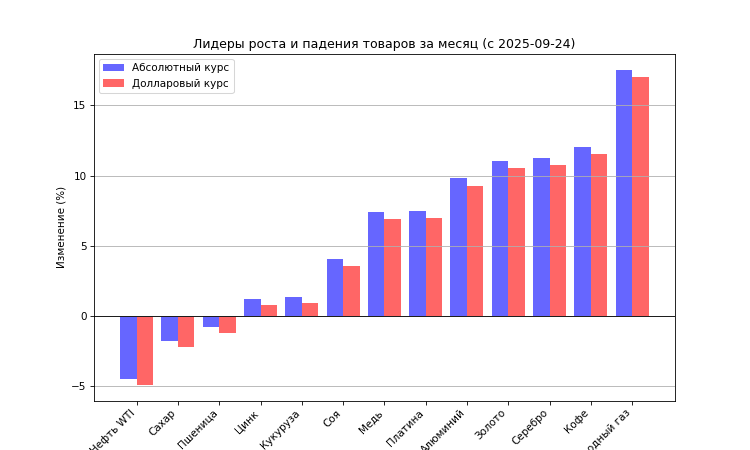 Лидеры роста и падения товаров за месяц (с 2025-09-24)
Абсолютный курс
Долларовый курс
Изменение (%)
15
10
5
0
−5
Нефть WTI
Сахар
Пшеница
Цинк
Кукуруза
Соя
Медь
Платина
Алюминий
Золото
Серебро
Кофе
одный газ